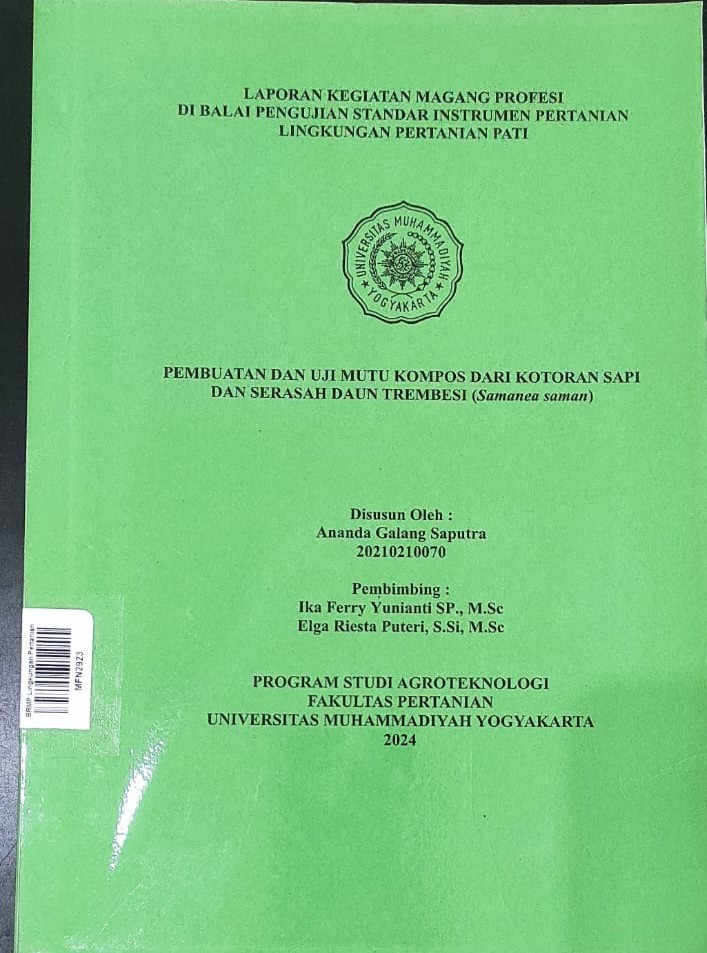 LAPORAN KEGIATAN MAGANG PROFESI
DI BALAI PENGUJIAN STANDAR INSTRUMEN PERTANIAN
LINGKUNGAN PERTANIAN PATI
UNIVERSITAS MUHAMMADIYAH
YOGYAKARTA
PEMBUATAN DAN UJI MUTU KOMPOS DARI KOTORAN SAPI
DAN SERASAH DAUN TREMBESI (Samanea saman)
Disusun Oleh :
Ananda Galang Saputra
20210210070
Pembimbing :
Ika Ferry Yunianti SP., M.Sc
Elga Riesta Puteri, S.Si, M.Sc
PROGRAM STUDI AGROTEKNOLOGI
FAKULTAS PERTANIAN
UNIVERSITAS MUHAMMADIYAH YOGYAKARTA
2024
BRMP Lingkungan Pertanian
MFN2923